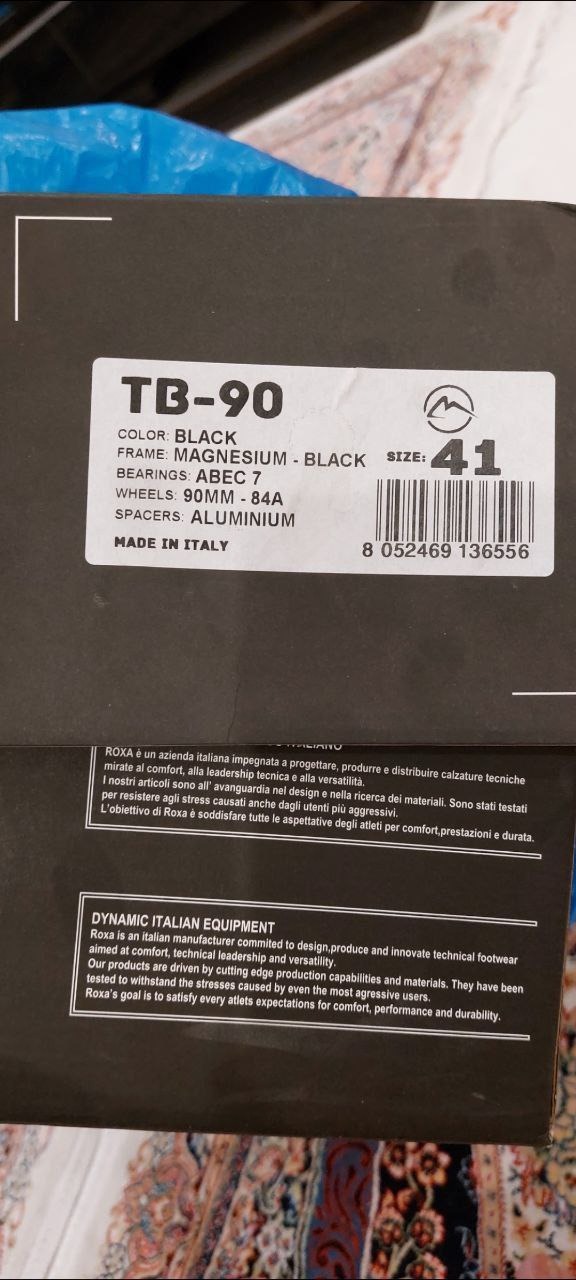 TB-90
COLOR: BLACK
FRAME: MAGNESIUM - BLACK
BEARINGS: ABEC 7
WHEELS: 90MM - 84A
SPACERS: ALUMINIUM
MADE IN ITALY
SIZE: 41
8 052469 136556
ROXA è un azienda italiana impegnata a progettare, produrre e distribuire calzature tecniche
mirate al comfort, alla leadership tecnica e alla versatilità.
I nostri articoli sono all' avanguardia nel design e nella ricerca dei materiali. Sono stati testati
per resistere agli stress causati anche dagli utenti più aggressivi.
L'obiettivo di Roxa è soddisfare tutte le aspettative degli atleti per comfort,prestazioni e durata.
DYNAMIC ITALIAN EQUIPMENT
Roxa is an italian manufacturer commited to design,produce and innovate technical footwear
aimed at comfort, technical leadership and versatility.
Our products are driven by cutting edge production capabilities and materials. They have been
tested to withstand the stresses caused by even the most agressive users.
Roxa's goal is to satisfy every atlets expectations for comfort, performance and durability.